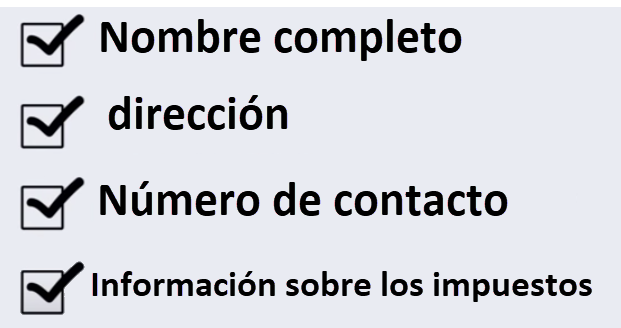 Nombre completo
dirección
Número de contacto
Información sobre los impuestos